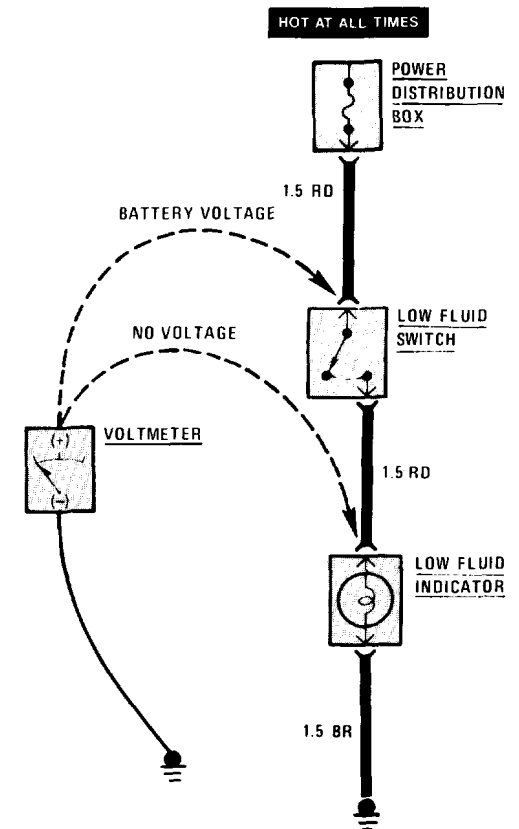 HOT AT ALL TIMES
POWER
DISTRIBUTION
BOX
1.5 RD
BATTERY VOLTAGE
LOW FLUID
SWITCH
NO VOLTAGE
VOLTMETER
(+)
(−)
1.5 RD
LOW FLUID
INDICATOR
1.5 BR